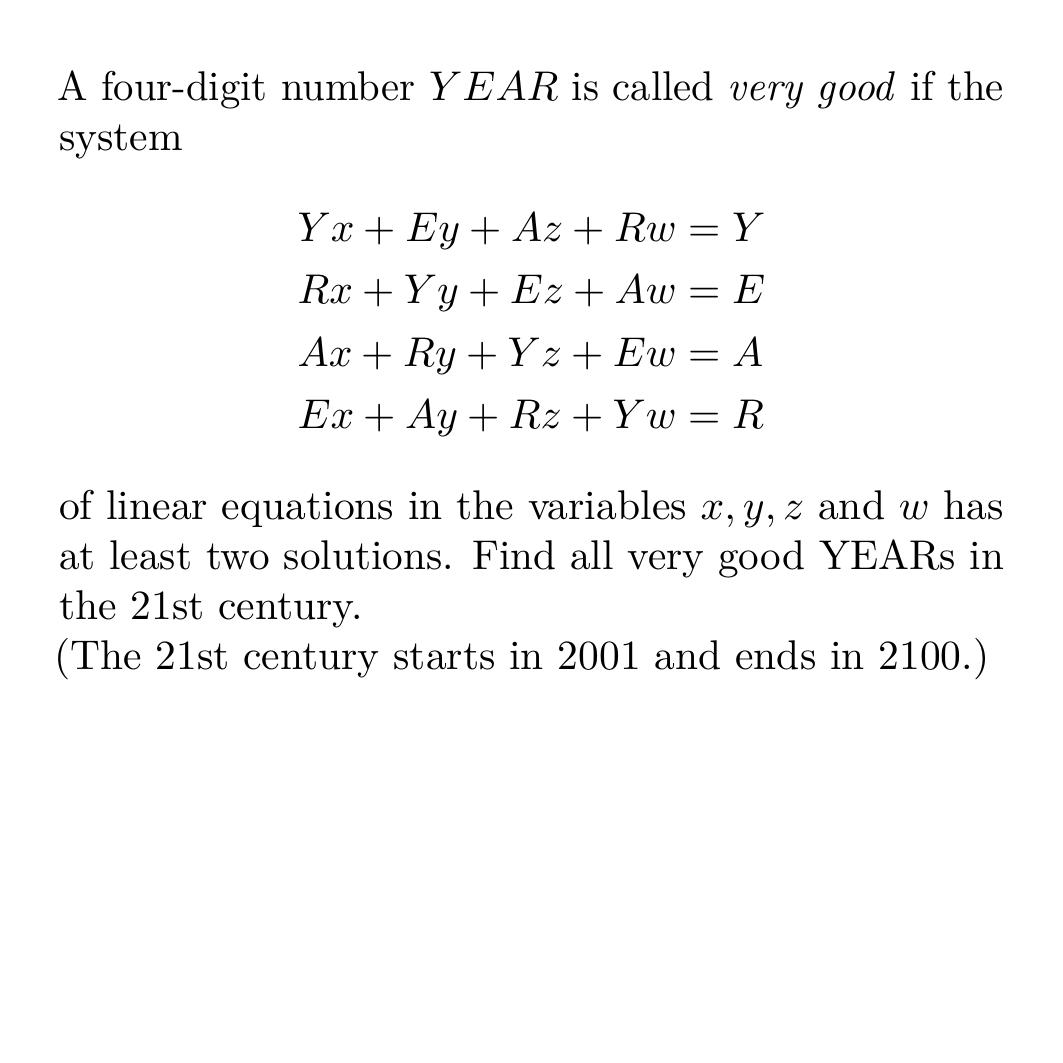 A four-digit number YEAR is called very good if the
system
Yx + Ey + Az + Rw = Y
Rx + Yy + Ez + Aw = E
Ax + Ry + Yz + Ew = A
Ex + Ay + Rz + Yw = R
of linear equations in the variables x, y, z and w has
at least two solutions. Find all very good YEARs in
the 21st century.
(The 21st century starts in 2001 and ends in 2100.)